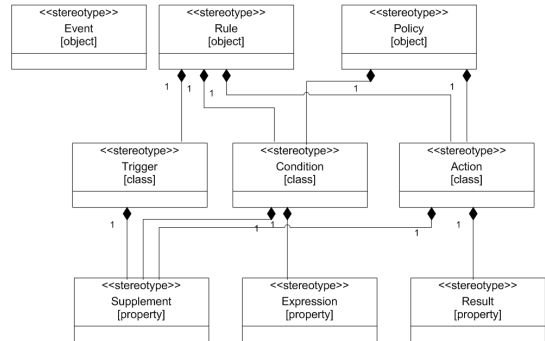 <<stereotype>> <<stereotype>> <<stereotype>>
Event Rule Policy
[object] [object] [object]
1 1 1 1 1
<<stereotype>> <<stereotype>> <<stereotype>>
Trigger Condition Action
[class] [class] [class]
1 1 1 1 1
<<stereotype>> <<stereotype>> <<stereotype>>
Supplement Expression Result
[property] [property] [property]